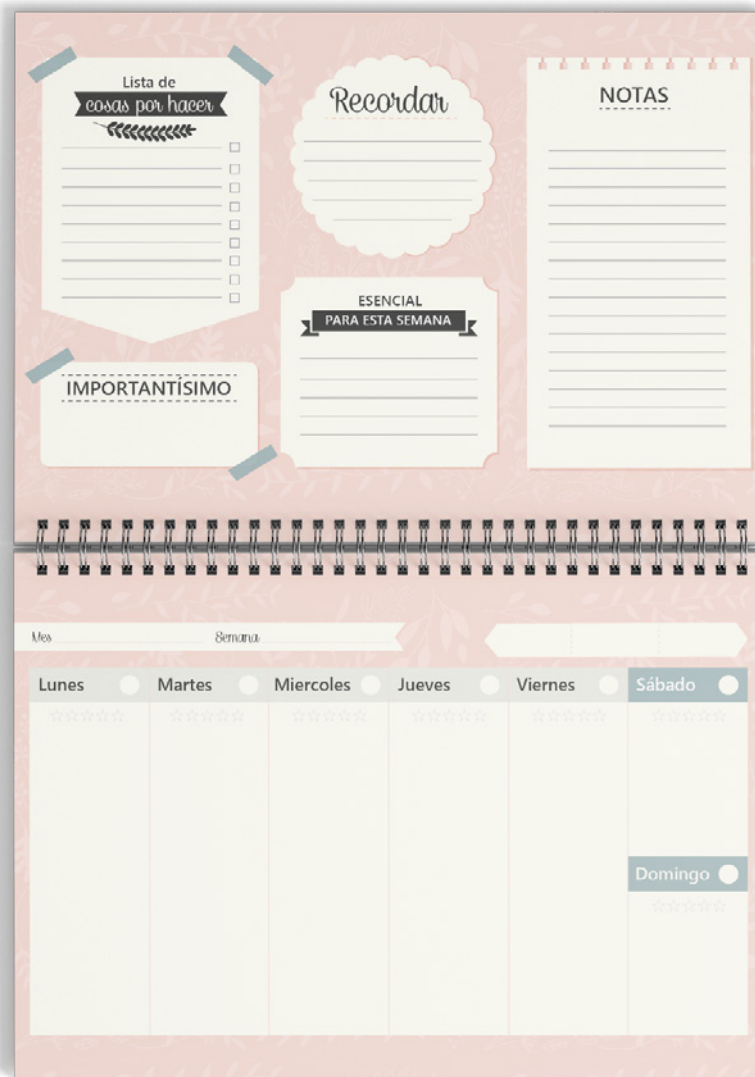 Lista de
cosas por hacer
Recordar
NOTAS
ESENCIAL
PARA ESTA SEMANA
IMPORTANTÍSIMO
Mes
Semana
Lunes
Martes
Miercoles
Jueves
Viernes
Sábado
Domingo